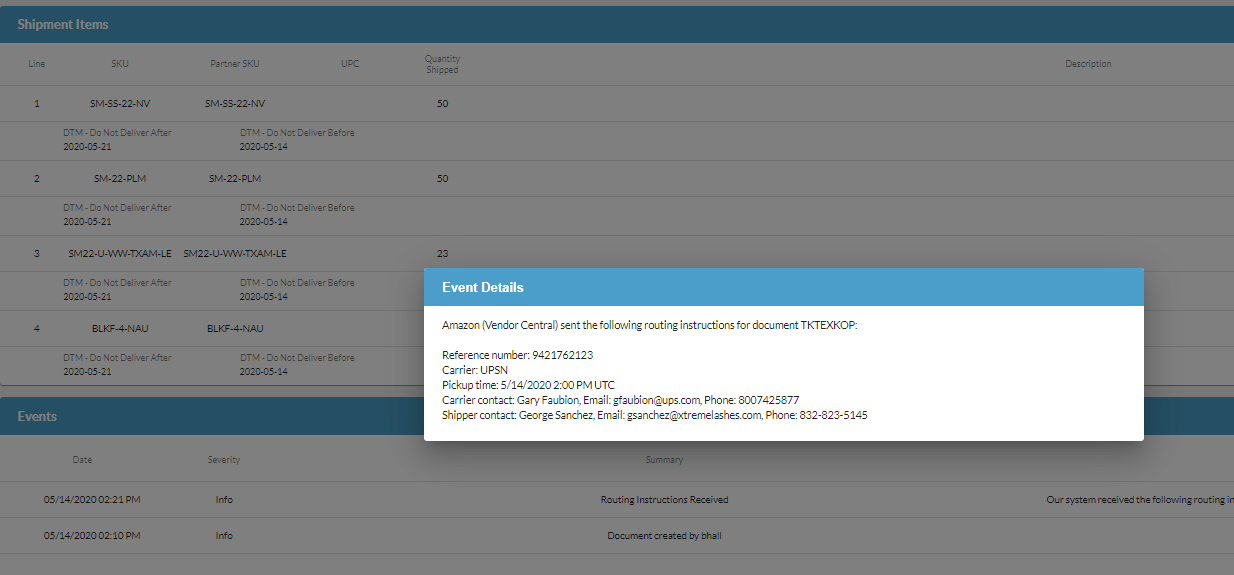 Shipment Items
Line SKU Partner SKU UPC Quantity Shipped Description
1 SM-SS-22-NV SM-SS-22-NV 50
DTM - Do Not Deliver After DTM - Do Not Deliver Before
2020-05-21 2020-05-14
2 SM-22-PLM SM-22-PLM 50
DTM - Do Not Deliver After DTM - Do Not Deliver Before
2020-05-21 2020-05-14
3 SM22-U-WW-TXAM-LE SM22-U-WW-TXAM-LE 23
DTM - Do Not Deliver After DTM - Do Not Deliver Before
2020-05-21 2020-05-14
4 BLKF-4-NAU BLKF-4-NAU
DTM - Do Not Deliver After DTM - Do Not Deliver Before
2020-05-21 2020-05-14
Event Details
Amazon (Vendor Central) sent the following routing instructions for document TKTEXKOP:
Reference number: 9421762123
Carrier: UPSN
Pickup time: 5/14/2020 2:00 PM UTC
Carrier contact: Gary Faubion, Email: gfaubion@ups.com, Phone: 8007425877
Shipper contact: George Sanchez, Email: gsanchez@xtremelashes.com, Phone: 832-823-5145
Events
Date Severity Summary
05/14/2020 02:21 PM Info Routing Instructions Received Our system received the following routing in
05/14/2020 02:10 PM Info Document created by bhall